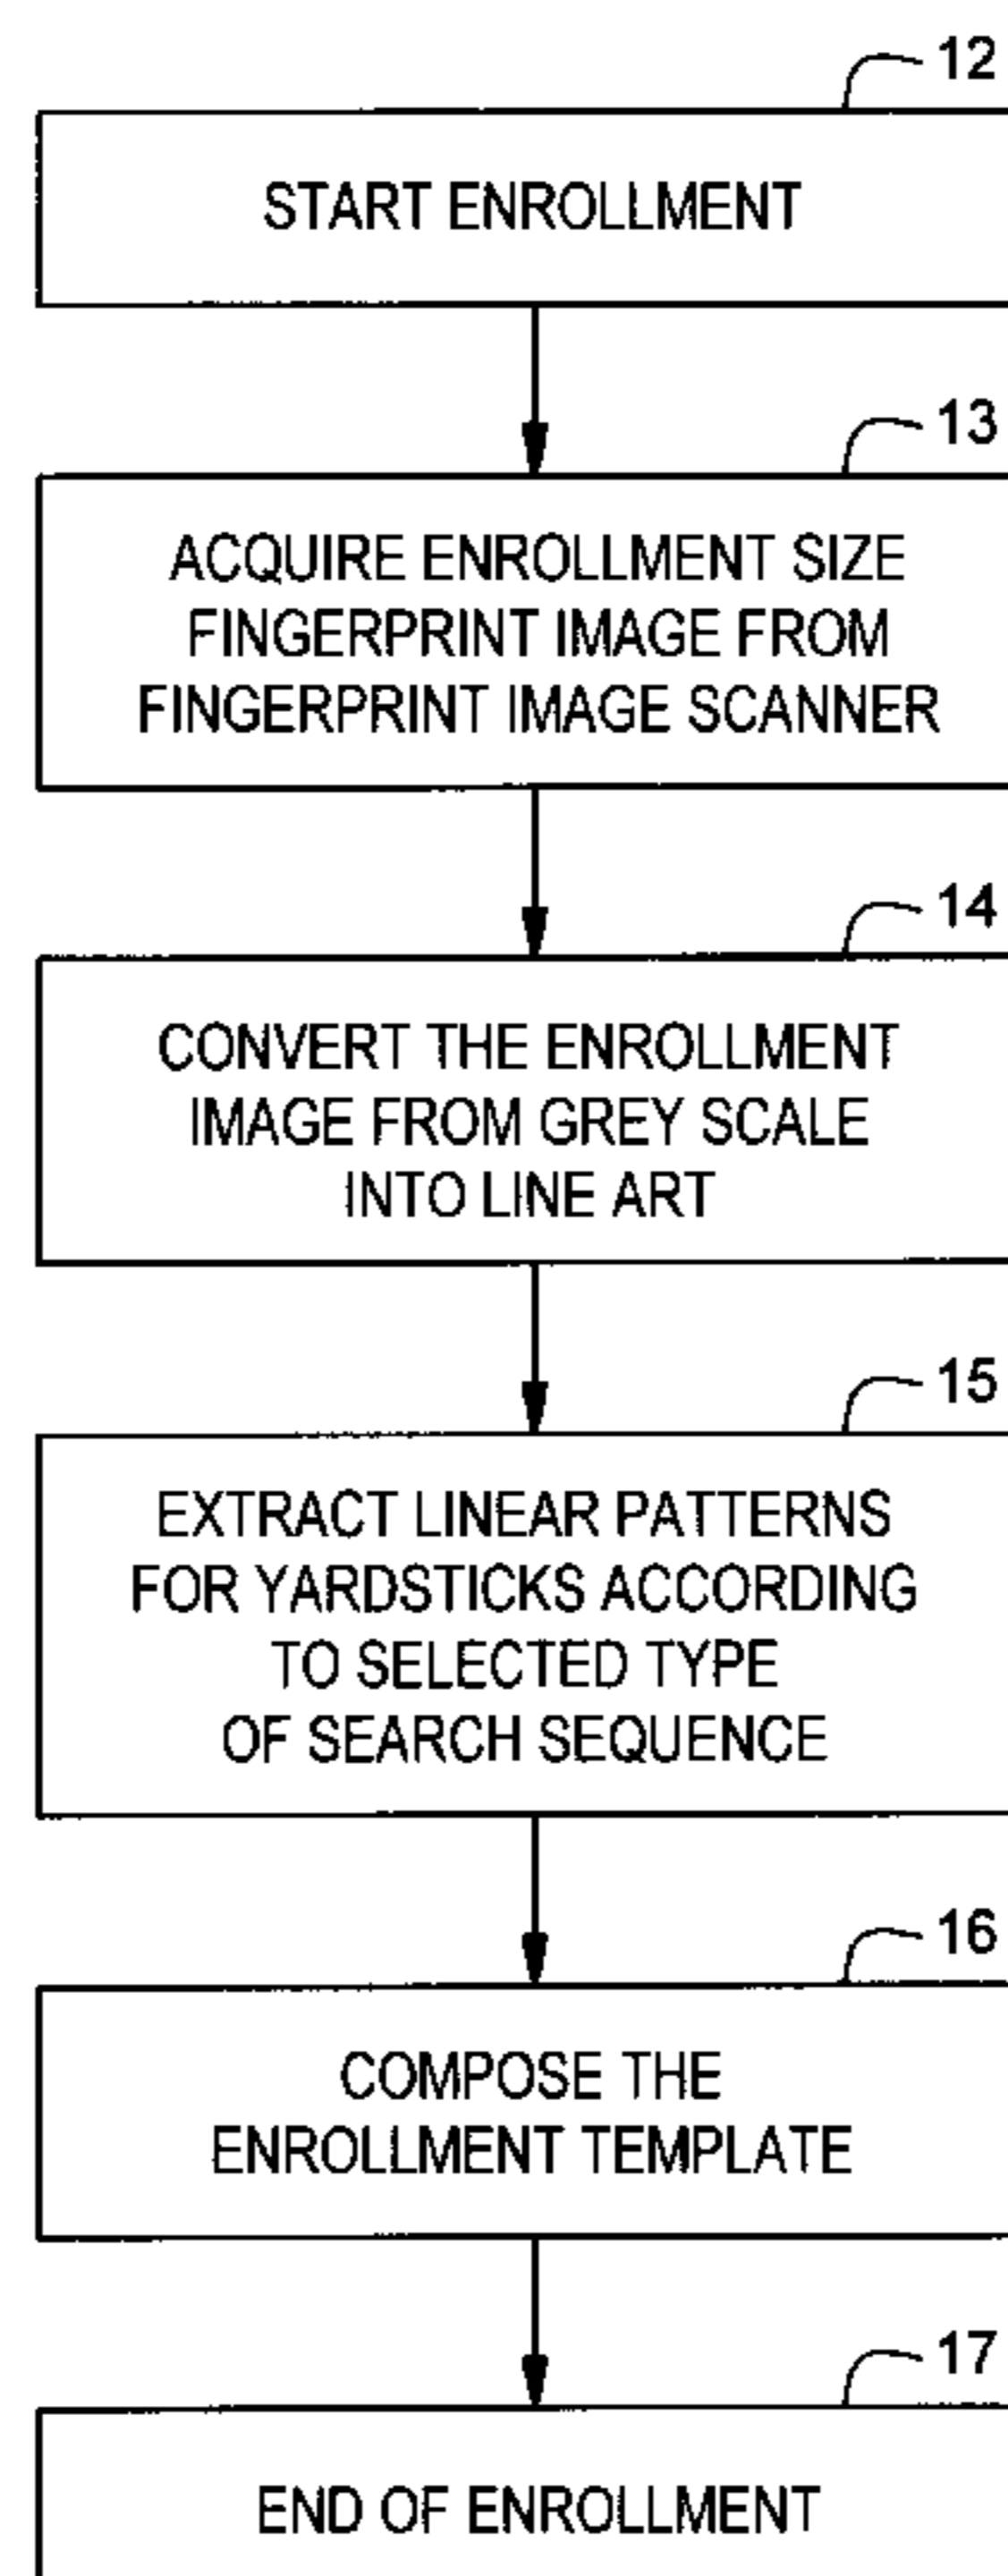 12
START ENROLLMENT
13
ACQUIRE ENROLLMENT SIZE
FINGERPRINT IMAGE FROM
FINGERPRINT IMAGE SCANNER
14
CONVERT THE ENROLLMENT
IMAGE FROM GREY SCALE
INTO LINE ART
15
EXTRACT LINEAR PATTERNS
FOR YARDSTICKS ACCORDING
TO SELECTED TYPE
OF SEARCH SEQUENCE
16
COMPOSE THE
ENROLLMENT TEMPLATE
17
END OF ENROLLMENT